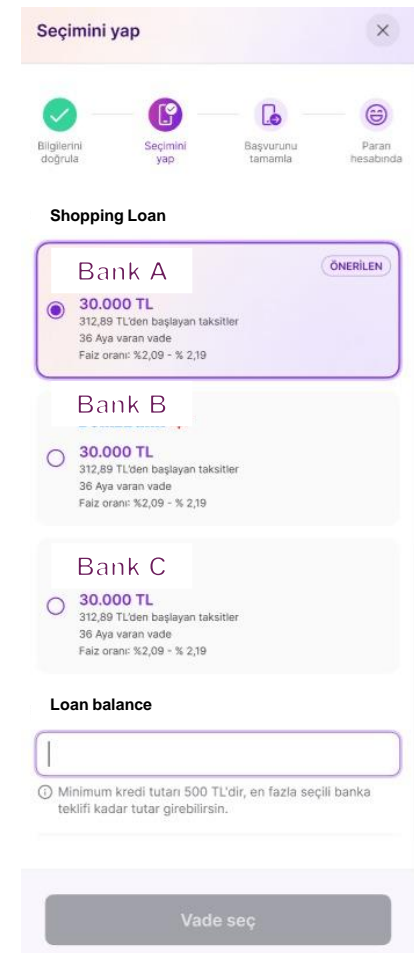 Seçimini yap
Bilgilerini
doğrula
Seçimini
yap
Başvurunu
tamamla
Paran
hesabında
Shopping Loan
Bank A
ÖNERİLEN
30.000 TL
312,89 TL'den başlayan taksitler
36 Aya varan vade
Faiz oranı: %2,09 - % 2,19
Bank B
30.000 TL
312,89 TL'den başlayan taksitler
36 Aya varan vade
Faiz oranı: %2,09 - % 2,19
Bank C
30.000 TL
312,89 TL'den başlayan taksitler
36 Aya varan vade
Faiz oranı: %2,09 - % 2,19
Loan balance
Minimum kredi tutarı 500 TL'dir, en fazla seçili banka
teklifi kadar tutar girebilirsin.
Vade seç